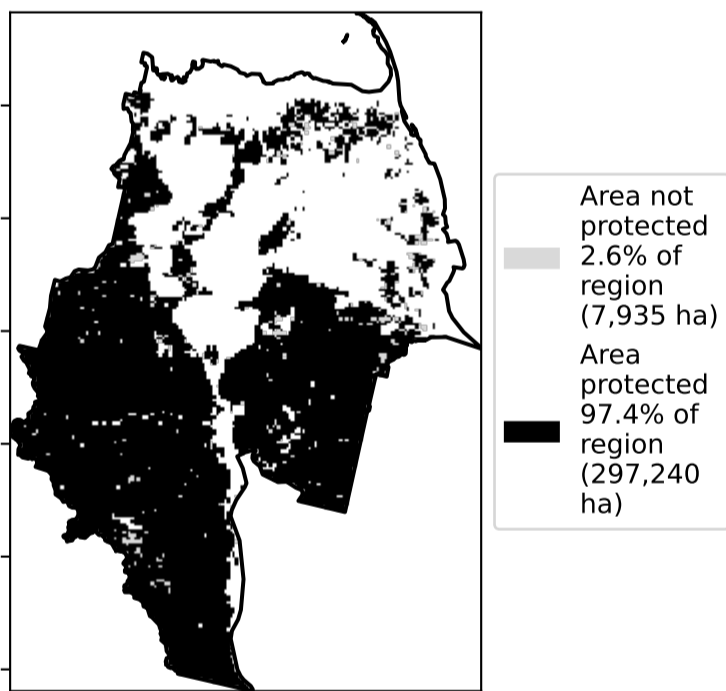 Area not
protected
2.6% of
region
(7,935 ha)
Area
protected
97.4% of
region
(297,240
ha)